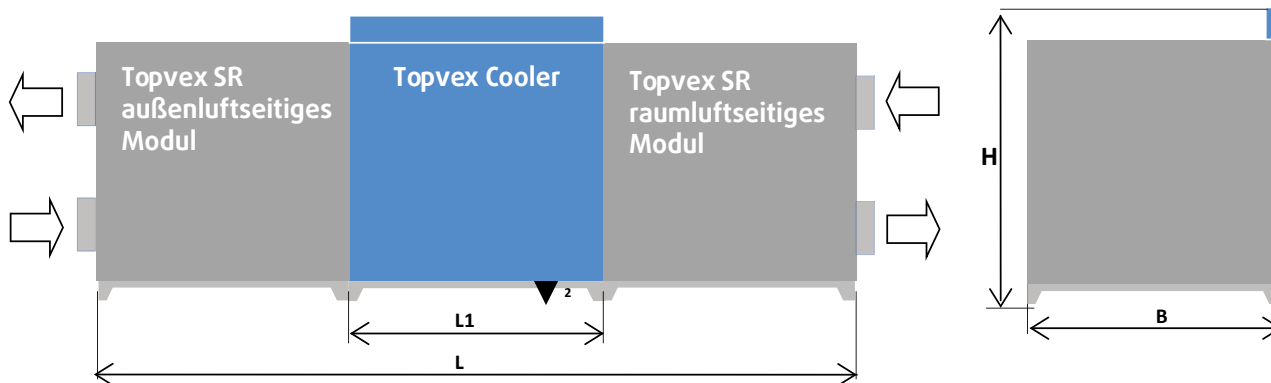 Topvex SR
außenluftseitiges
Modul
Topvex Cooler
Topvex SR
raumluftseitiges
Modul
2
L1
L
H
B